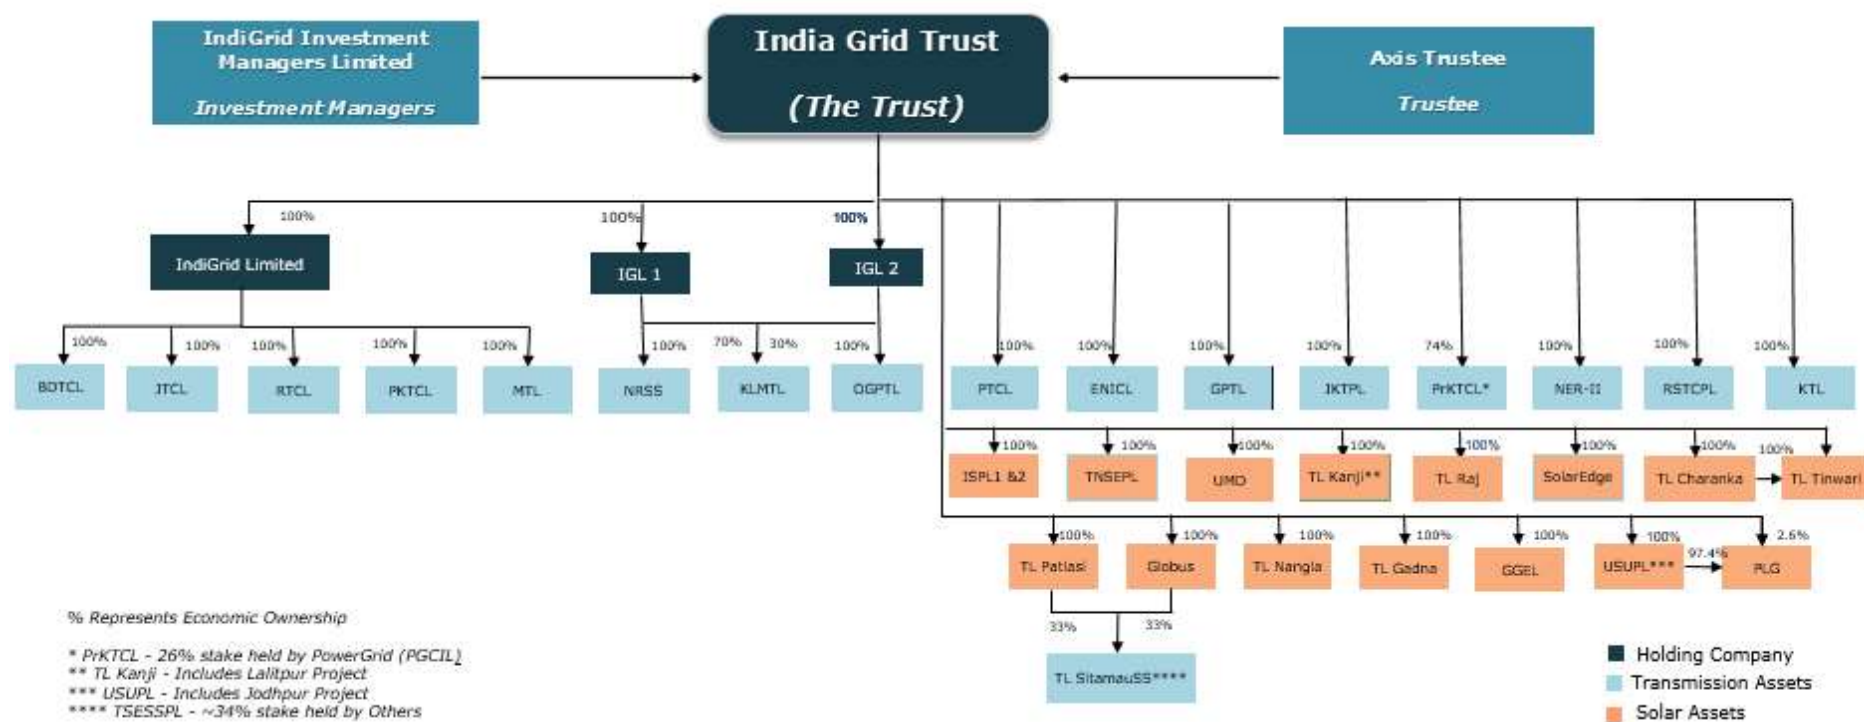 IndiGrid Investment
Managers Limited
Investment Managers
India Grid Trust
(The Trust)
Axis Trustee
Trustee
100%
100%
100%
IndiGrid Limited
IGL 1
IGL 2
100%
100%
100%
100%
100%
100%
70%
30%
100%
100%
100%
100%
100%
74%
100%
100%
100%
BDTCL
JTCL
RTCL
PKTCL
MTL
NRSS
KLMTL
OGPTL
PTCL
ENICL
GPTL
JKTPL
PrKTCL*
NER-II
RSTCPL
KTL
100%
100%
100%
100%
100%
100%
100%
100%
ISPL1 &2
TNSEPL
UMD
TL Kanji**
TL Raj
SolarEdge
TL Charanka
TL Tinwari
100%
100%
100%
100%
100%
100%
97.4%
2.6%
TL Patlasi
Globus
TL Nangla
TL Gadna
GGEL
USUPL***
PLG
33%
33%
TL SitamauSS****
% Represents Economic Ownership
* PrKTCL - 26% stake held by PowerGrid (PGCIL)
** TL Kanji - Includes Lalitpur Project
*** USUPL - Includes Jodhpur Project
**** TSESSPL - ~34% stake held by Others
Holding Company
Transmission Assets
Solar Assets